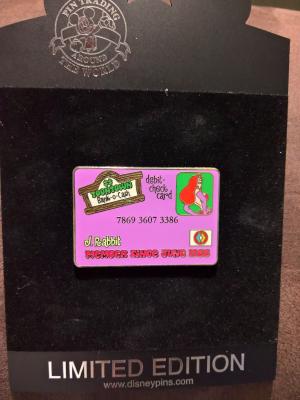 PIN TRADING
AROUND
THE WORLD
TOONTOWN
Bank-o-Cash
debit-
check
card
7869 3607 3386
J. Rabbit
MEMBER SINCE JUNE 1988
LIMITED EDITION
www.disneypins.com